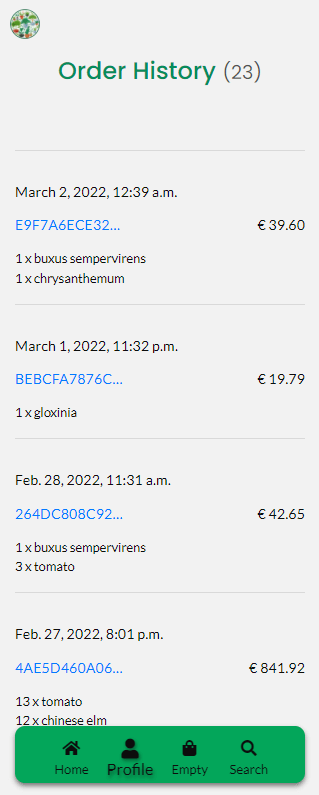 Order History (23)
March 2, 2022, 12:39 a.m.
E9F7A6ECE32... € 39.60
1 x buxus sempervirens
1 x chrysanthemum
March 1, 2022, 11:32 p.m.
BEBCFA7876C... € 19.79
1 x gloxinia
Feb. 28, 2022, 11:31 a.m.
264DC808C92... € 42.65
1 x buxus sempervirens
3 x tomato
Feb. 27, 2022, 8:01 p.m.
4AE5D460A06... € 841.92
13 x tomato
12 x chinese elm
Home Profile Empty Search